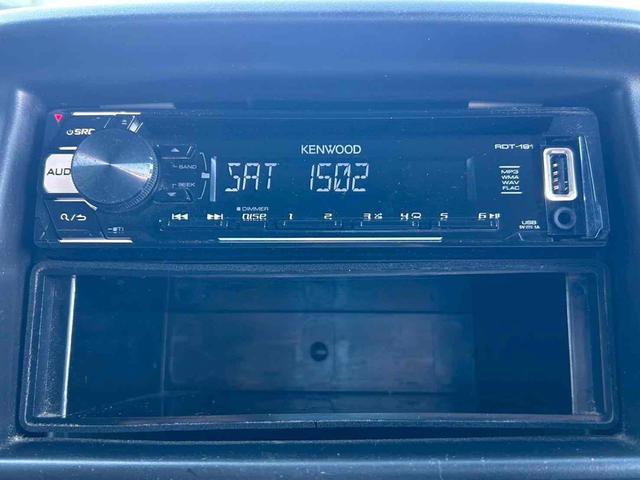 SRC
KENWOOD
RDT-191
AUD
BAND
SEEK
SAT 1502
MP3
WMA
WAV
FLAC
DIMMER
DISP 1 2 3 4 5 6
USB